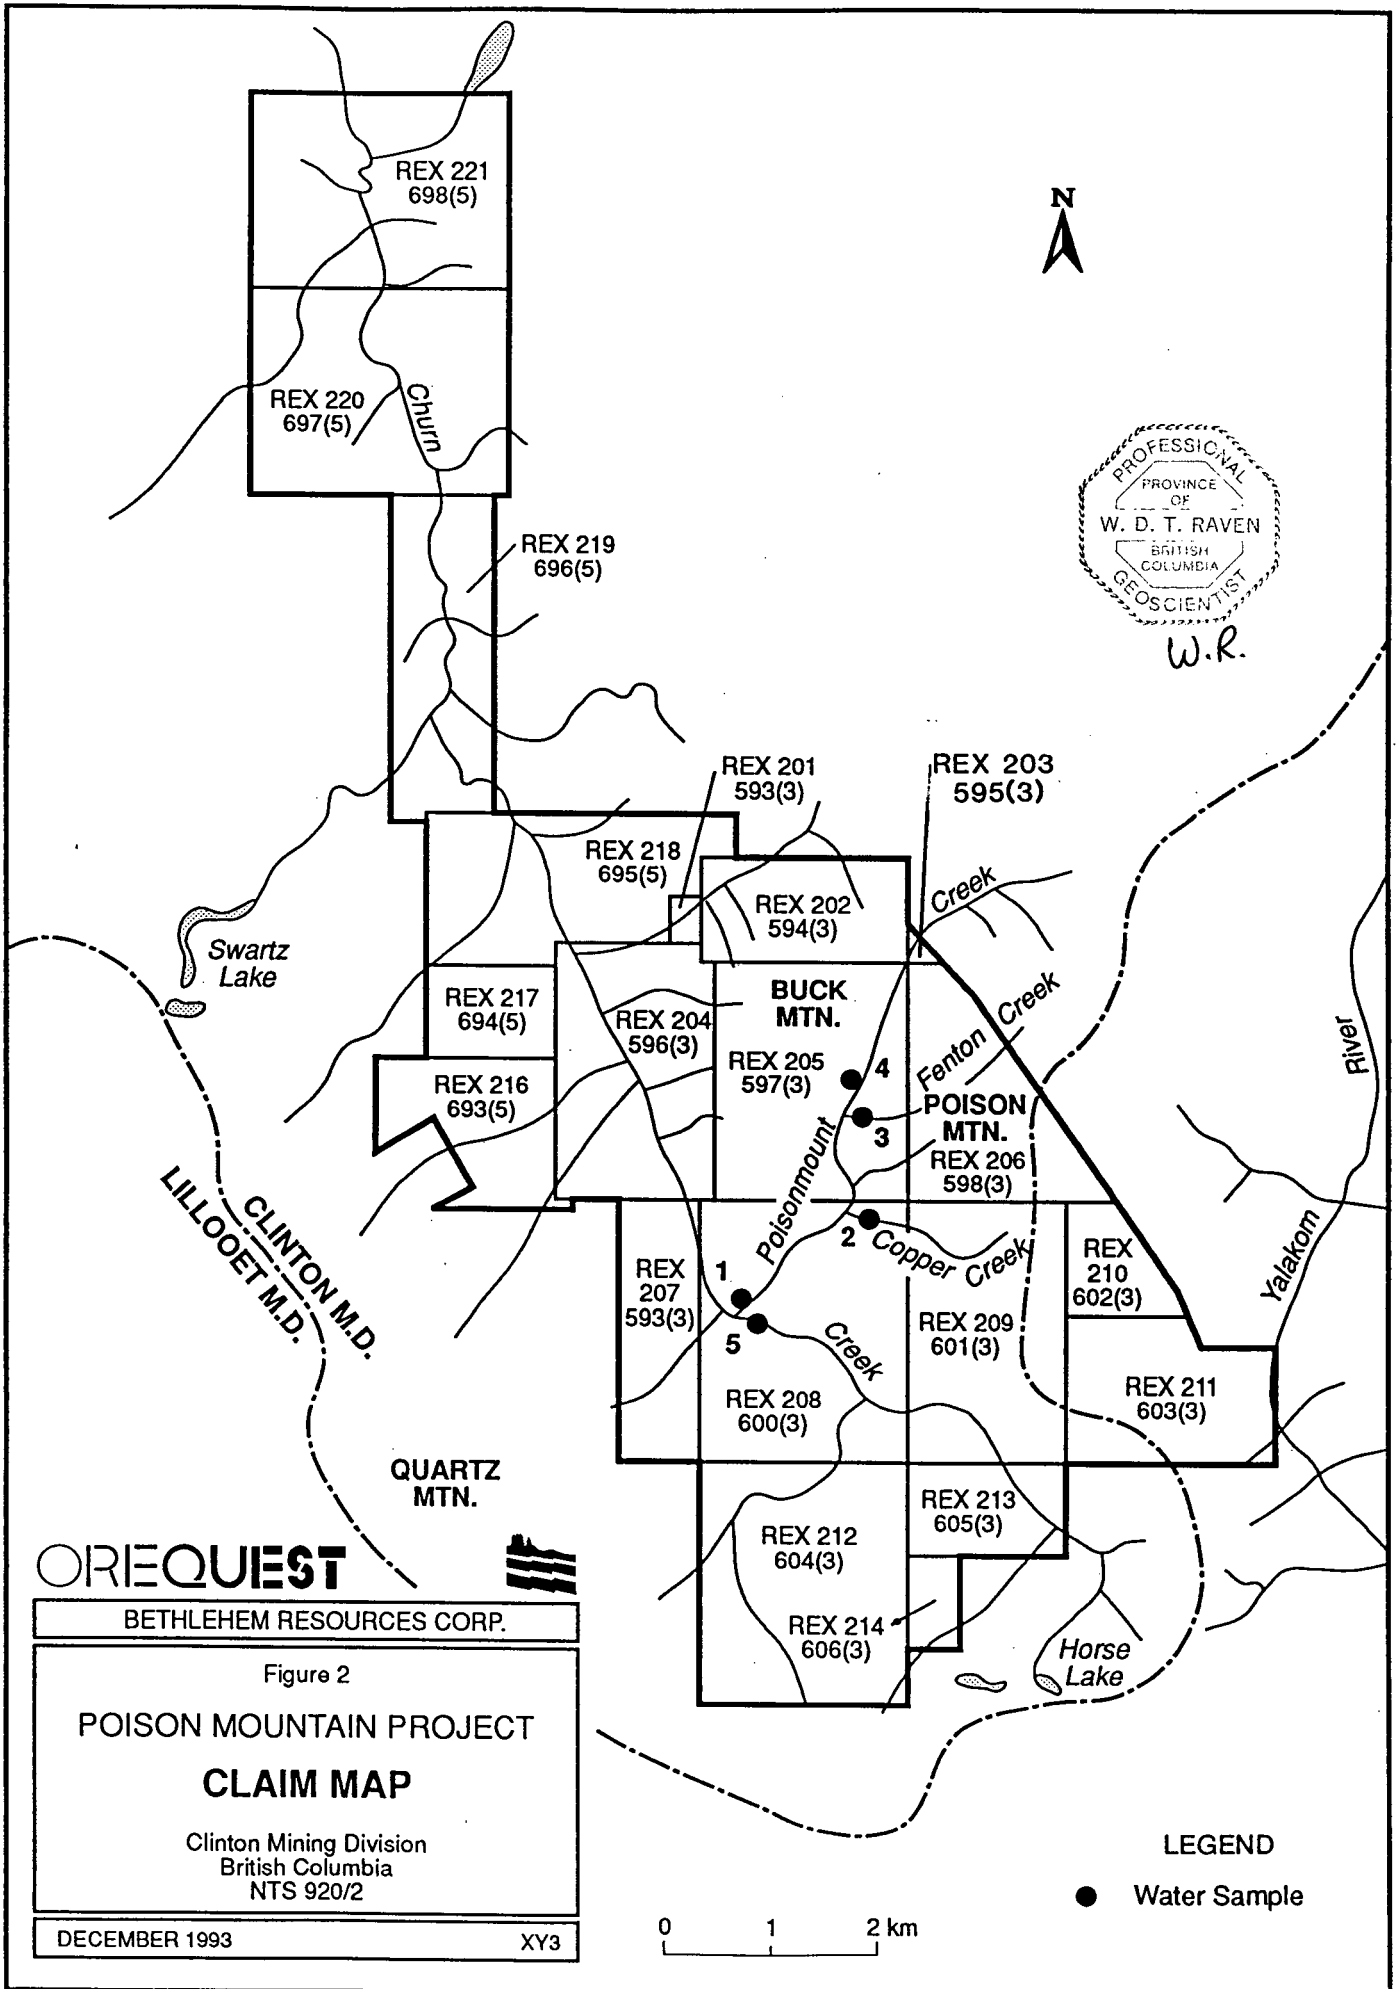 REX 221
698(5)
N
REX 220
697(5)
Churn
PROFESSIONAL
PROVINCE
OF
W. D. T. RAVEN
BRITISH
COLUMBIA
GEOSCIENTIST
W.R.
REX 219
696(5)
REX 201
593(3)
REX 203
595(3)
REX 218
695(5)
REX 202
594(3)
Creek
Swartz
Lake
REX 217
694(5)
REX 204
596(3)
BUCK
MTN.
Fenton Creek
River
REX 205
597(3)
4
REX 216
693(5)
3
POISON
MTN.
REX 206
598(3)
Poisonmount
CLINTON M.D.
LILLOOET M.D.
2
Copper Creek
Yalakom
REX
207
593(3)
1
REX
210
602(3)
5
Creek
REX 209
601(3)
REX 208
600(3)
REX 211
603(3)
QUARTZ
MTN.
REX 213
605(3)
REX 212
604(3)
REX 214
606(3)
Horse
Lake
OREQUEST
BETHLEHEM RESOURCES CORP.
Figure 2
POISON MOUNTAIN PROJECT
CLAIM MAP
Clinton Mining Division
British Columbia
NTS 920/2
DECEMBER 1993 XY3
0 1 2 km
LEGEND
Water Sample